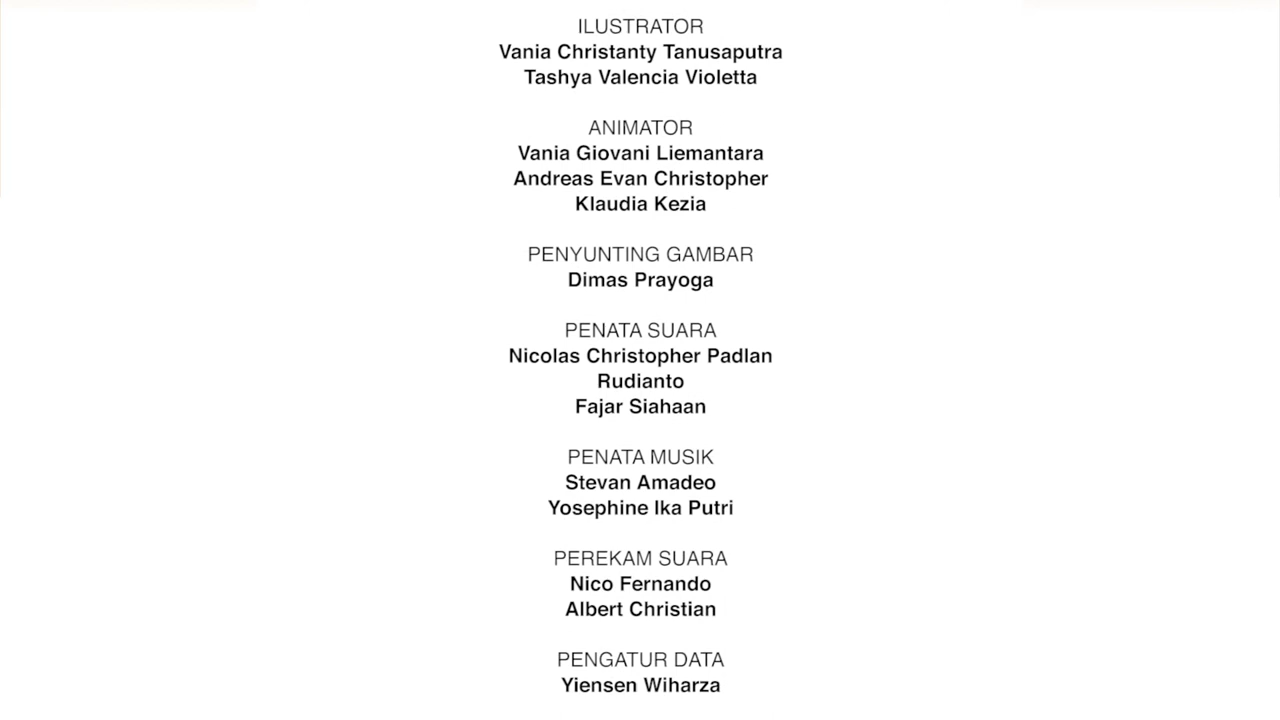 ILUSTRATOR
Vania Christanty Tanusaputra
Tashya Valencia Violetta
ANIMATOR
Vania Giovani Liemantara
Andreas Evan Christopher
Klaudia Kezia
PENYUNTING GAMBAR
Dimas Prayoga
PENATA SUARA
Nicolas Christopher Padlan
Rudianto
Fajar Siahaan
PENATA MUSIK
Stevan Amadeo
Yosephine Ika Putri
PEREKAM SUARA
Nico Fernando
Albert Christian
PENGATUR DATA
Yiensen Wiharza